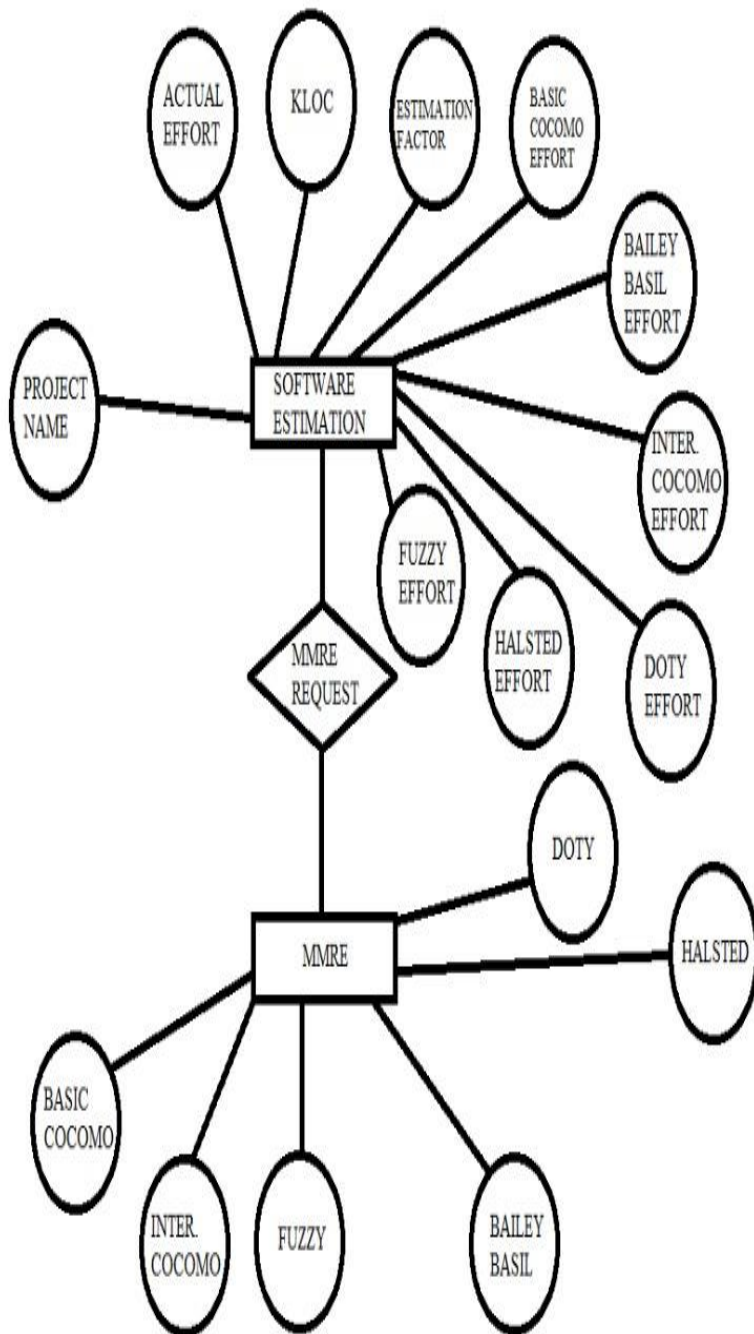 ACTUAL
EFFORT
KLOC
ESTIMATION
FACTOR
BASIC
COCOMO
EFFORT
BAILEY
BASIL
EFFORT
PROJECT
NAME
SOFTWARE
ESTIMATION
INTER.
COCOMO
EFFORT
FUZZY
EFFORT
HALSTED
EFFORT
DOTY
EFFORT
MMRE
REQUEST
DOTY
MMRE
HALSTED
BASIC
COCOMO
INTER.
COCOMO
FUZZY
BAILEY
BASIL